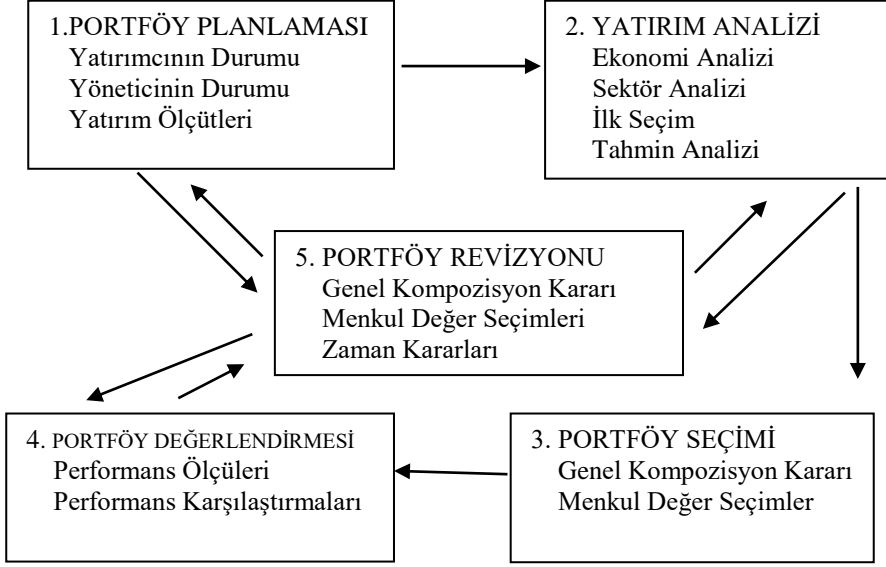 1.PORTFÖY PLANLAMASI
Yatırımcının Durumu
Yöneticinin Durumu
Yatırım Ölçütleri
2. YATIRIM ANALİZİ
Ekonomi Analizi
Sektör Analizi
İlk Seçim
Tahmin Analizi
5. PORTFÖY REVİZYONU
Genel Kompozisyon Kararı
Menkul Değer Seçimleri
Zaman Kararları
4. PORTFÖY DEĞERLENDİRMESİ
Performans Ölçüleri
Performans Karşılaştırmaları
3. PORTFÖY SEÇİMİ
Genel Kompozisyon Kararı
Menkul Değer Seçimler